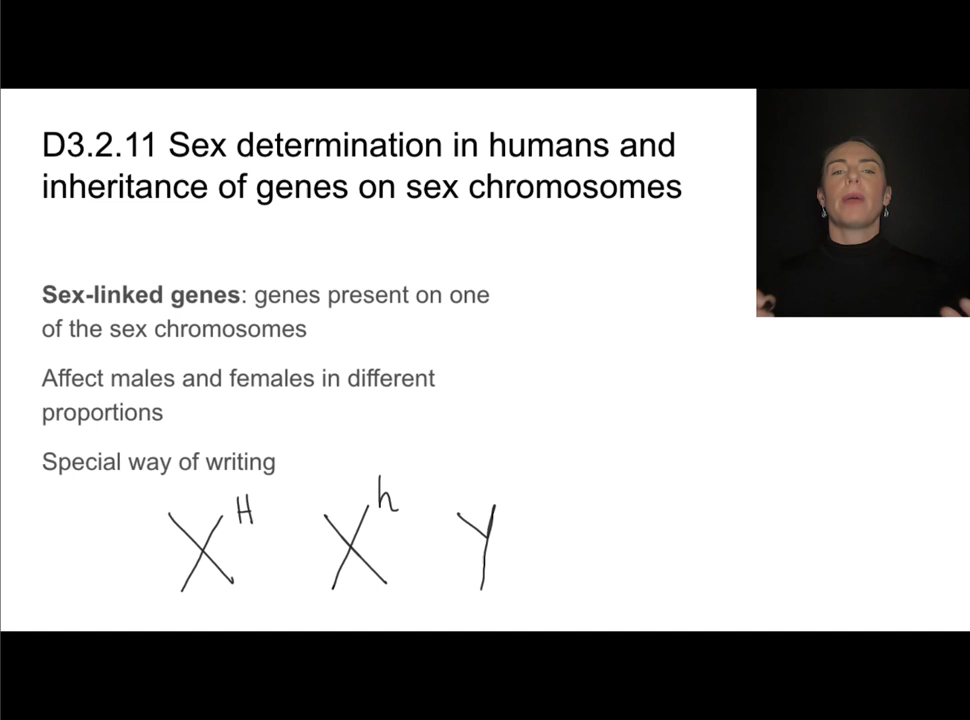 D3.2.11 Sex determination in humans and
inheritance of genes on sex chromosomes
Sex-linked genes: genes present on one
of the sex chromosomes
Affect males and females in different
proportions
Special way of writing
X^H X^h Y